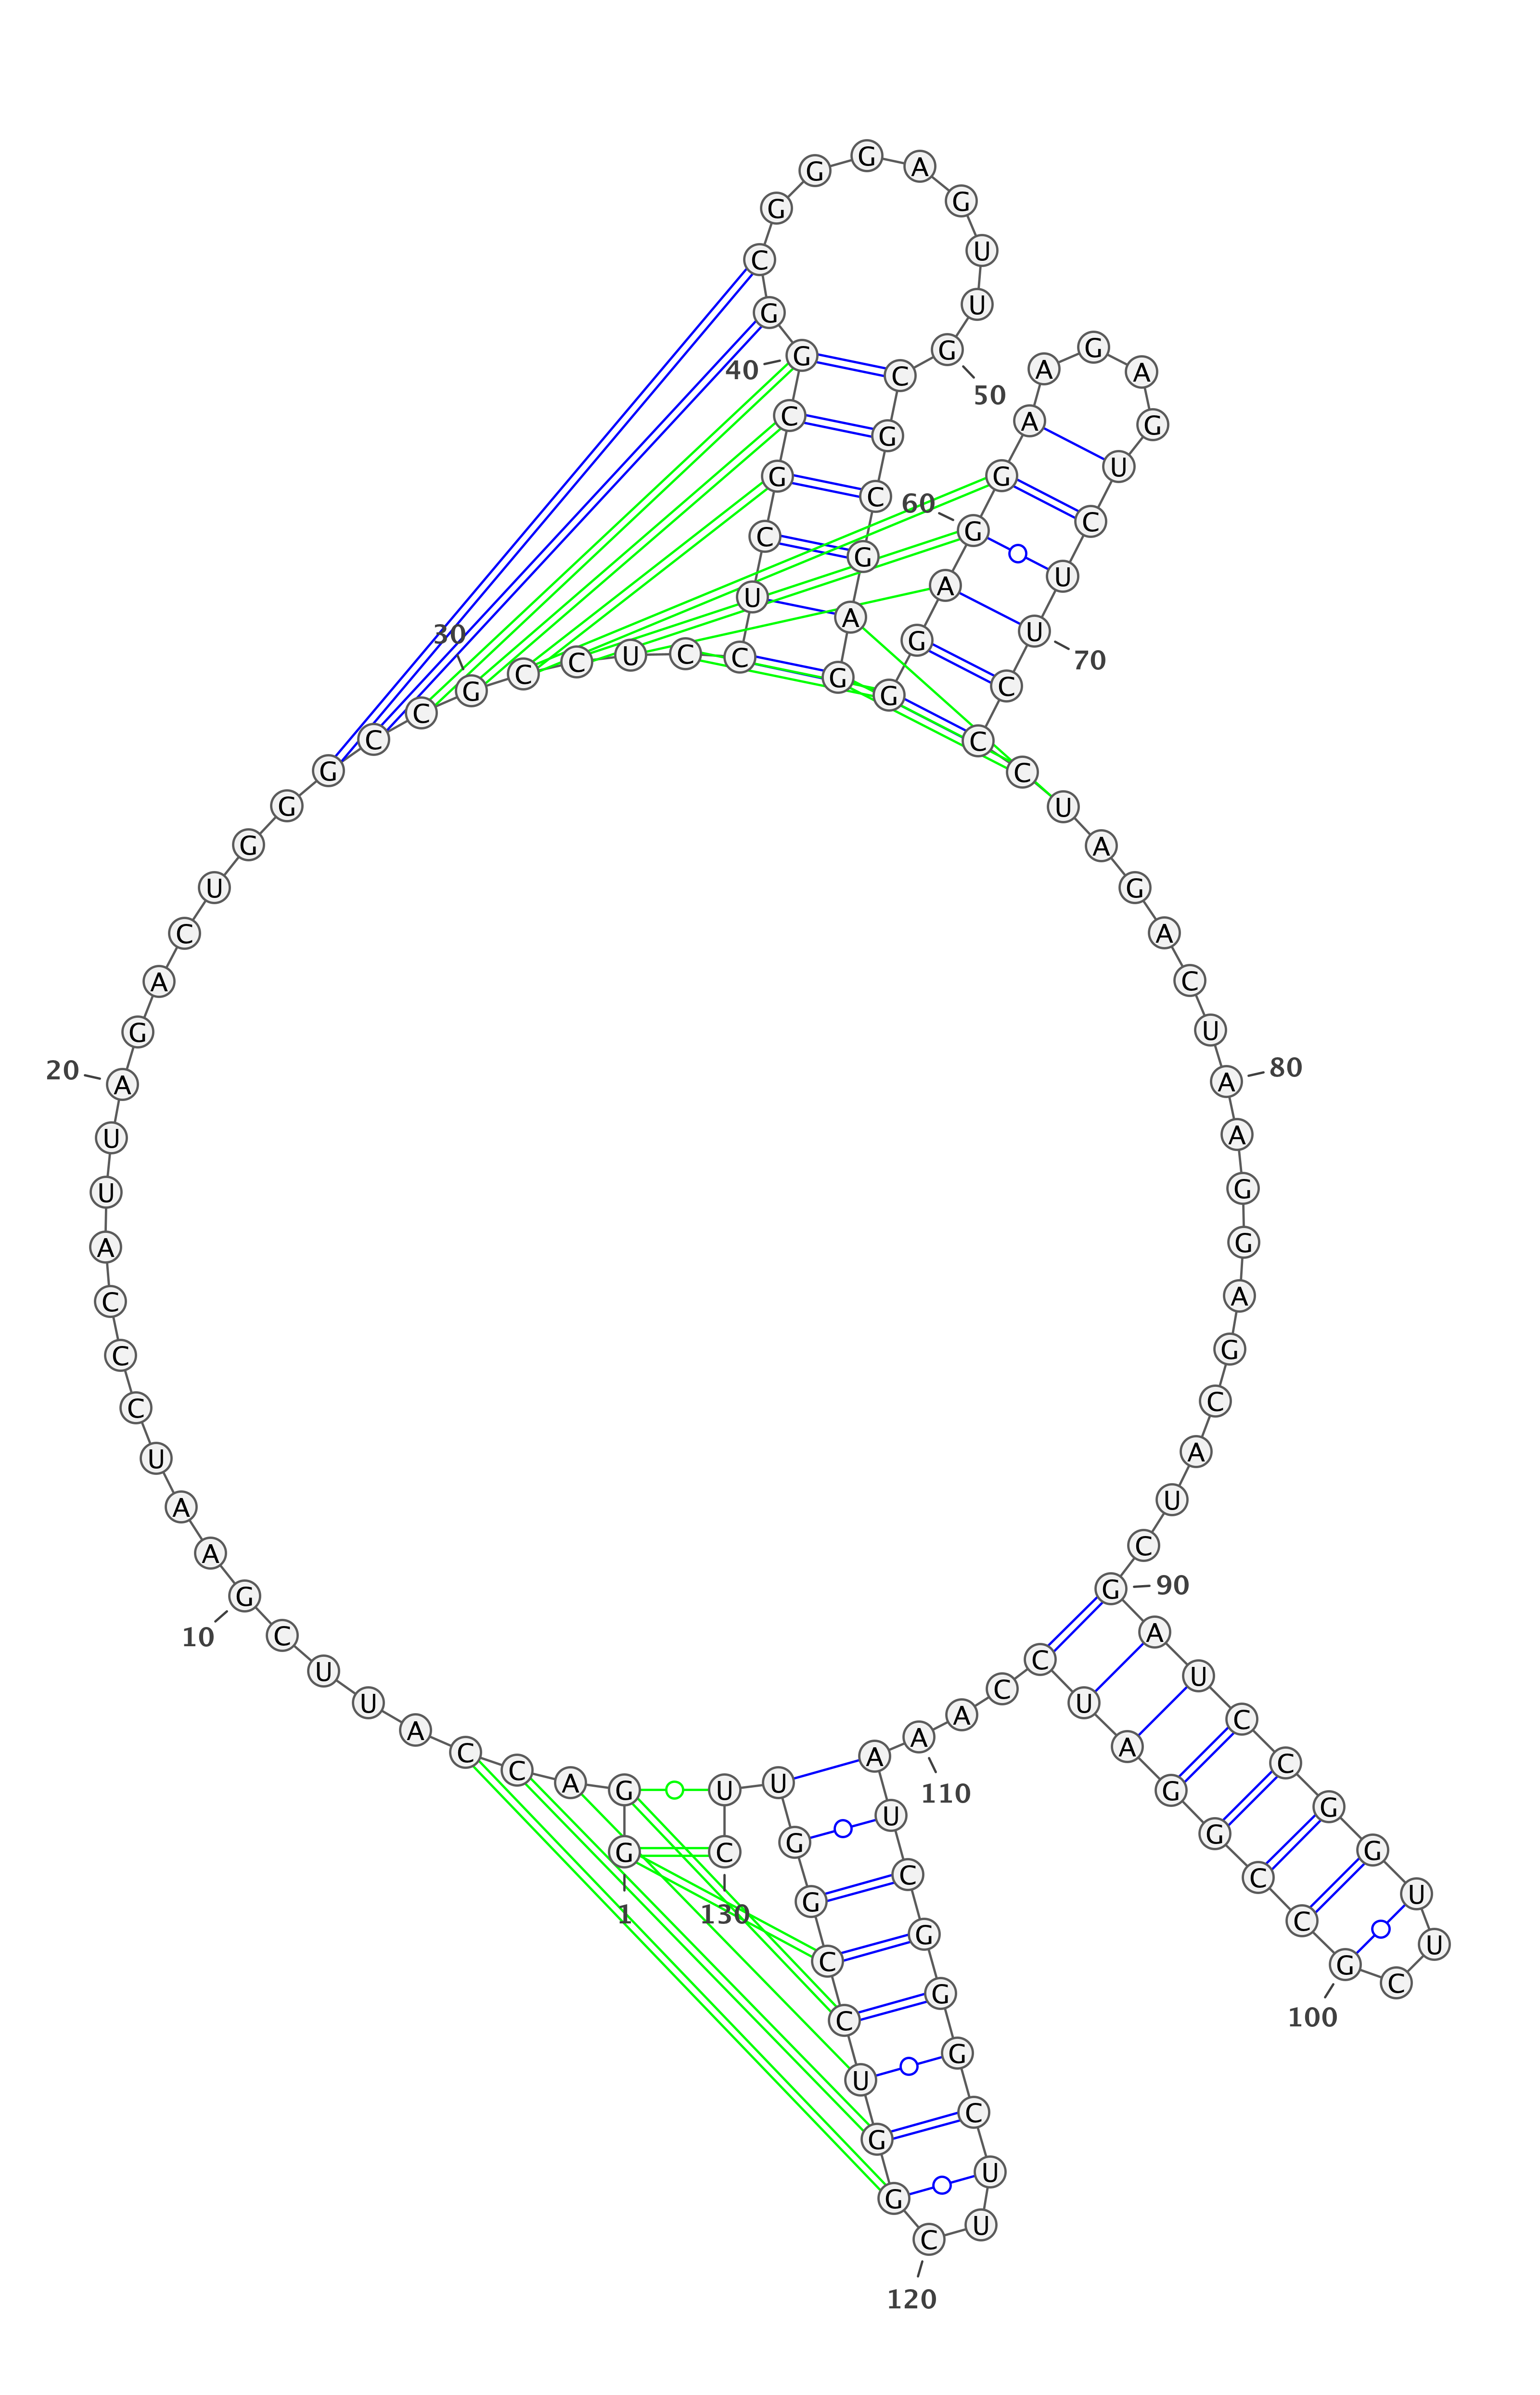 1
G G A C C A U U C G
10
A A U C C C A U U A
20
G A C U G G G C C G
30
C C U C C U C G C G
40
G C G G G A G U U G
50
C G C G A G G G A G
60
G A A G A G U C U U
70
C C C U A G A C U A
80
A G G A G C A U C G
90
A U C C G G U U C G
100
C C G G A U C C A A
110
A U C G G G C U U C
120
G G U C C G G U U C
130